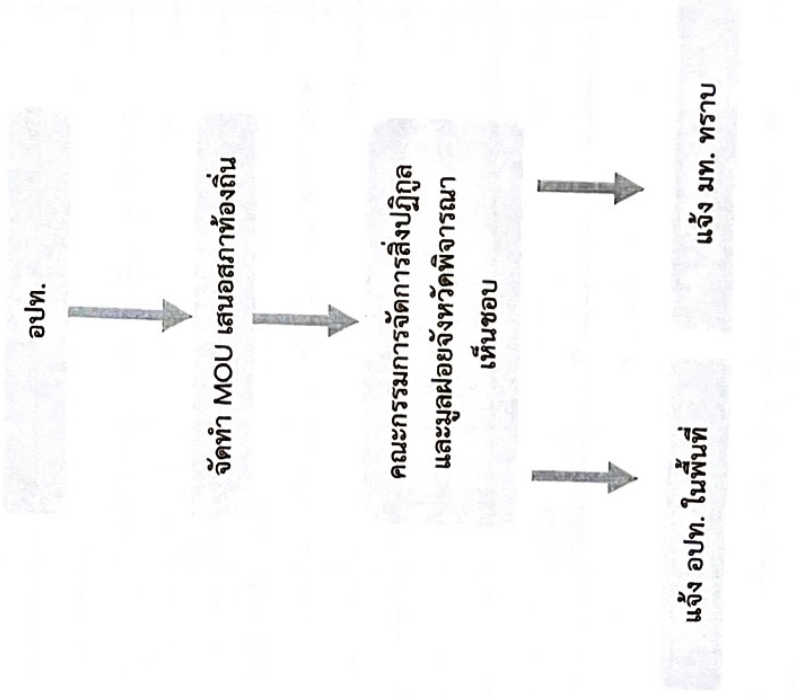 อปท.
จัดทำ MOU เสนอสภาท้องถิ่น
คณะกรรมการจัดการสิ่งปฏิกูล
และมูลฝอยจังหวัดพิจารณา
เห็นชอบ
แจ้ง อปท. ในพื้นที่
แจ้ง มท. ทราบ